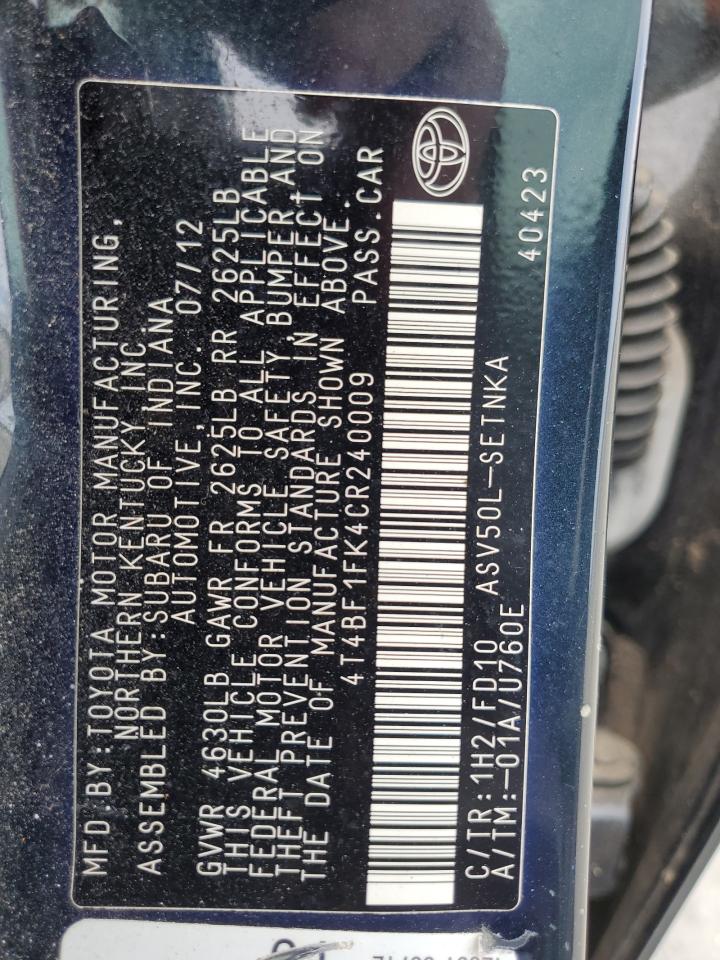 MFD.BY:TOYOTA MOTOR MANUFACTURING,
NORTHERN KENTUCKY INC.
ASSEMBLED BY:SUBARU OF INDIANA
AUTOMOTIVE,INC. 07/12
GVWR 4630LB GAWR FR 2625LB RR 2625LB
THIS VEHICLE CONFORMS TO ALL APPLICABLE
FEDERAL MOTOR VEHICLE SAFETY,BUMPER AND
THEFT PREVENTION STANDARDS IN EFFECT ON
THE DATE OF MANUFACTURE SHOWN ABOVE.
4T4BF1FK4CR240009 PASS.CAR
C/TR:1H2/FD10 ASV50L-SETNKA
A/TM:-01A/U760E 40423